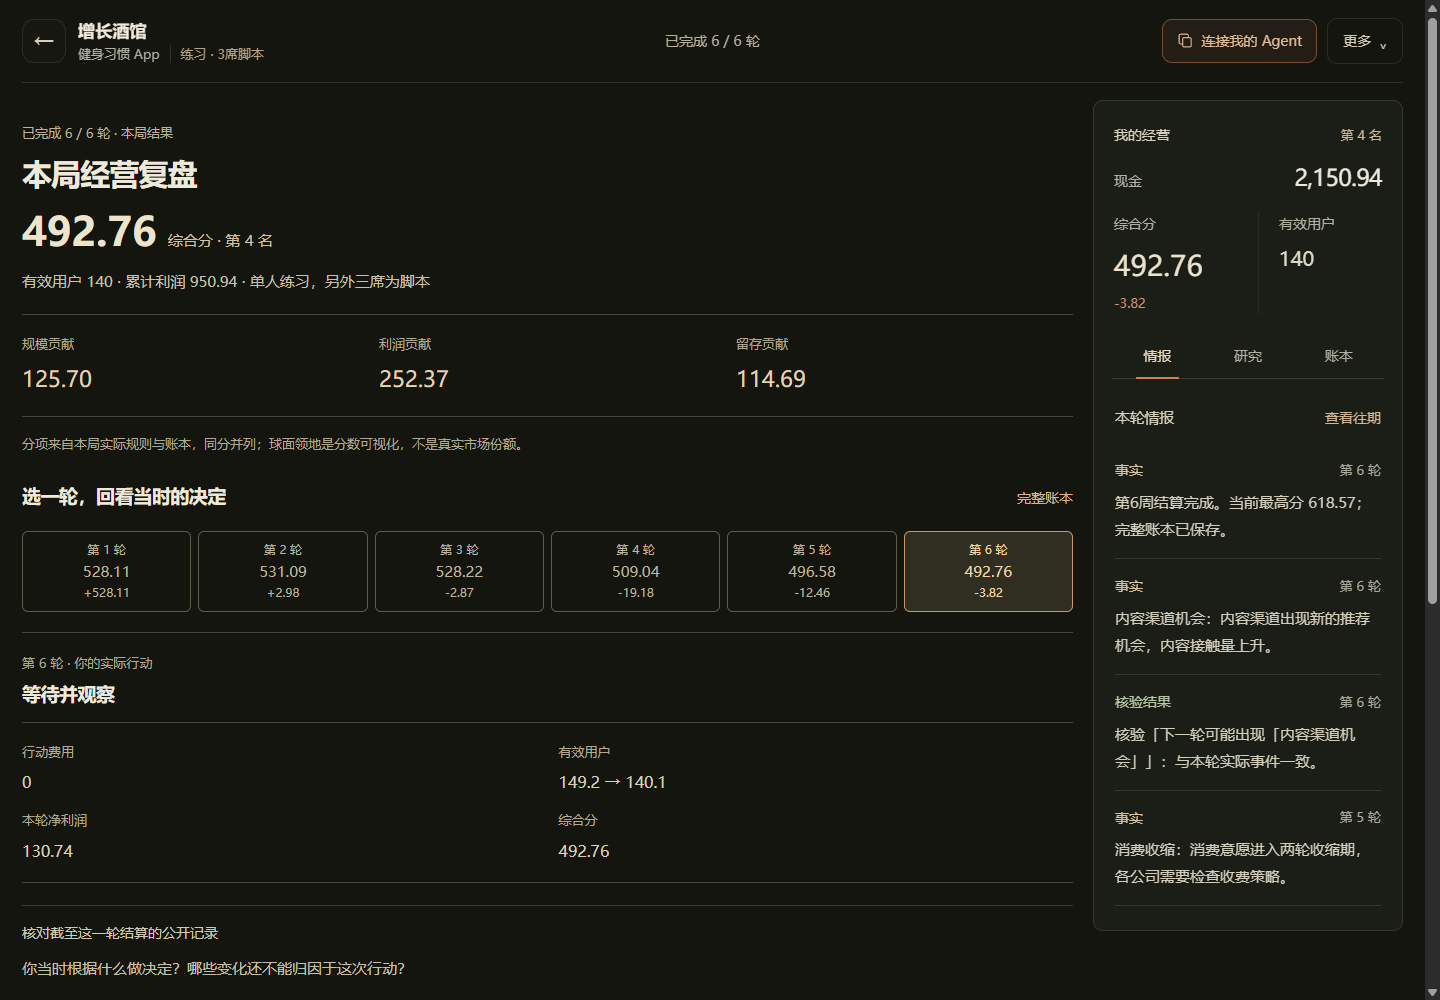 增长酒馆
健身习惯 App
练习 · 3席脚本
已完成 6 / 6 轮
连接我的 Agent
更多
已完成 6 / 6 轮 · 本局结果
本局经营复盘
492.76 综合分 · 第 4 名
有效用户 140 · 累计利润 950.94 · 单人练习，另外三席为脚本
规模贡献
125.70
利润贡献
252.37
留存贡献
114.69
分项来自本局实际规则与账本，同分并列；球面领地是分数可视化，不是真实市场份额。
选一轮，回看当时的决定
完整账本
第 1 轮
528.11
+528.11
第 2 轮
531.09
+2.98
第 3 轮
528.22
-2.87
第 4 轮
509.04
-19.18
第 5 轮
496.58
-12.46
第 6 轮
492.76
-3.82
第 6 轮 · 你的实际行动
等待并观察
行动费用
0
有效用户
149.2 → 140.1
本轮净利润
130.74
综合分
492.76
核对截至这一轮结算的公开记录
你当时根据什么做决定？哪些变化还不能归因于这次行动？
我的经营
第 4 名
现金
2,150.94
综合分
492.76
-3.82
有效用户
140
情报
研究
账本
本轮情报
查看往期
事实
第 6 轮
第6周结算完成。当前最高分 618.57；
完整账本已保存。
事实
第 6 轮
内容渠道机会：内容渠道出现新的推荐
机会，内容接触量上升。
核验结果
第 6 轮
核验「下一轮可能出现「内容渠道机
会」」：与本轮实际事件一致。
事实
第 5 轮
消费收缩：消费意愿进入两轮收缩期，
各公司需要检查收费策略。